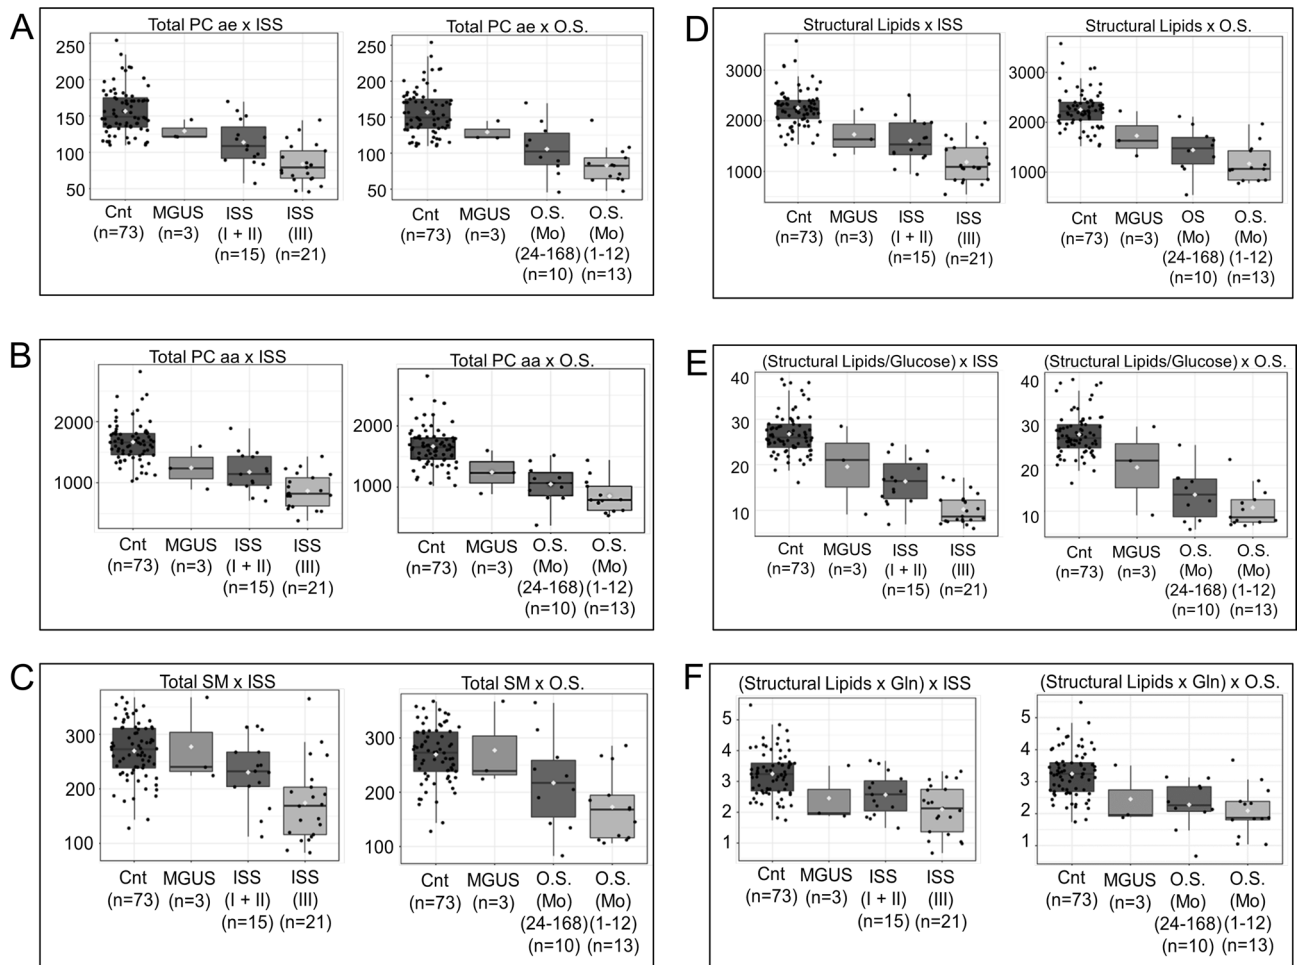 A
Total PC ae x ISS
250
200
150
100
50
Cnt MGUS ISS ISS
(n=73) (n=3) (I + II) (III)
(n=15) (n=21)
Total PC ae x O.S.
250
200
150
100
50
Cnt MGUS O.S. O.S.
(n=73) (n=3) (Mo) (Mo)
(24-168) (1-12)
(n=10) (n=13)
B
Total PC aa x ISS
2000
1000
Cnt MGUS ISS ISS
(n=73) (n=3) (I + II) (III)
(n=15) (n=21)
Total PC aa x O.S.
2000
1000
Cnt MGUS O.S. O.S.
(n=73) (n=3) (Mo) (Mo)
(24-168) (1-12)
(n=10) (n=13)
C
Total SM x ISS
300
200
100
Cnt MGUS ISS ISS
(n=73) (n=3) (I + II) (III)
(n=15) (n=21)
Total SM x O.S.
300
200
100
Cnt MGUS O.S. O.S.
(n=73) (n=3) (Mo) (Mo)
(24-168) (1-12)
(n=10) (n=13)
D
Structural Lipids x ISS
3000
2000
1000
Cnt MGUS ISS ISS
(n=73) (n=3) (I + II) (III)
(n=15) (n=21)
Structural Lipids x O.S.
3000
2000
1000
Cnt MGUS OS O.S.
(n=73) (n=3) (Mo) (Mo)
(24-168) (1-12)
(n=10) (n=13)
E
(Structural Lipids/Glucose) x ISS
40
30
20
10
Cnt MGUS ISS ISS
(n=73) (n=3) (I + II) (III)
(n=15) (n=21)
(Structural Lipids/Glucose) x O.S.
40
30
20
10
Cnt MGUS O.S. O.S.
(n=73) (n=3) (Mo) (Mo)
(24-168) (1-12)
(n=10) (n=13)
F
(Structural Lipids x Gln) x ISS
5
4
3
2
1
Cnt MGUS ISS ISS
(n=73) (n=3) (I + II) (III)
(n=15) (n=21)
(Structural Lipids x Gln) x O.S.
5
4
3
2
1
Cnt MGUS O.S. O.S.
(n=73) (n=3) (Mo) (Mo)
(24-168) (1-12)
(n=10) (n=13)